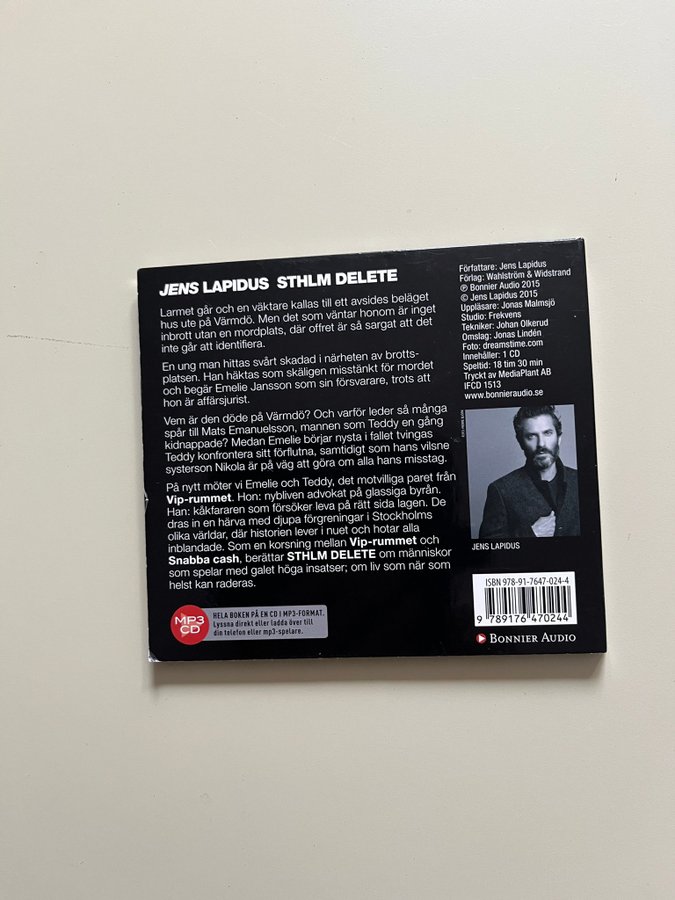 JENS LAPIDUS STHLM DELETE
Larmet går och en väktare kallas till ett avsides beläget
hus ute på Värmdö. Men det som väntar honom är inget
inbrott utan en mordplats, där offret är så sargat att det
inte går att identifiera.
En ung man hittas svårt skadad i närheten av brotts-
platsen. Han häktas som skäligen misstänkt för mordet
och begär Emelie Jansson som sin försvarare, trots att
hon är affärsjurist.
Vem är den döde på Värmdö? Och varför leder så många
spår till Mats Emanuelsson, mannen som Teddy en gång
kidnappade? Medan Emelie börjar nysta i fallet tvingas
Teddy konfrontera sitt förflutna, samtidigt som hans vilsne
systerson Nikola är på väg att göra om alla hans misstag.
På nytt möter vi Emelie och Teddy, det motvilliga paret från
Vip-rummet. Hon: nybliven advokat på glassiga byrån.
Han: kåkfararen som försöker leva på rätt sida lagen. De
dras in i en härva med djupa förgreningar i Stockholms
olika världar, där historien lever i nuet och hotar alla
inblandade. Som en korsning mellan Vip-rummet och
Snabba cash, berättar STHLM DELETE om människor
som spelar med galet höga insatser; om liv som när som
helst kan raderas.
MP3
CD
HELA BOKEN PÅ EN CD I MP3-FORMAT.
Lyssna direkt eller ladda över till
din telefon eller mp3-spelare.
Författare: Jens Lapidus
Förlag: Wahlström & Widstrand
℗ Bonnier Audio 2015
© Jens Lapidus 2015
Uppläsare: Jonas Malmsjö
Studio: Frekvens
Tekniker: Johan Olkerud
Omslag: Jonas Lindén
Foto: dreamstime.com
Innehåller: 1 CD
Speltid: 18 tim 30 min
Tryckt av MediaPlant AB
IFCD 1513
www.bonnieraudio.se
JENS LAPIDUS
ISBN 978-91-7647-024-4
9 789176 470244
BONNIER AUDIO